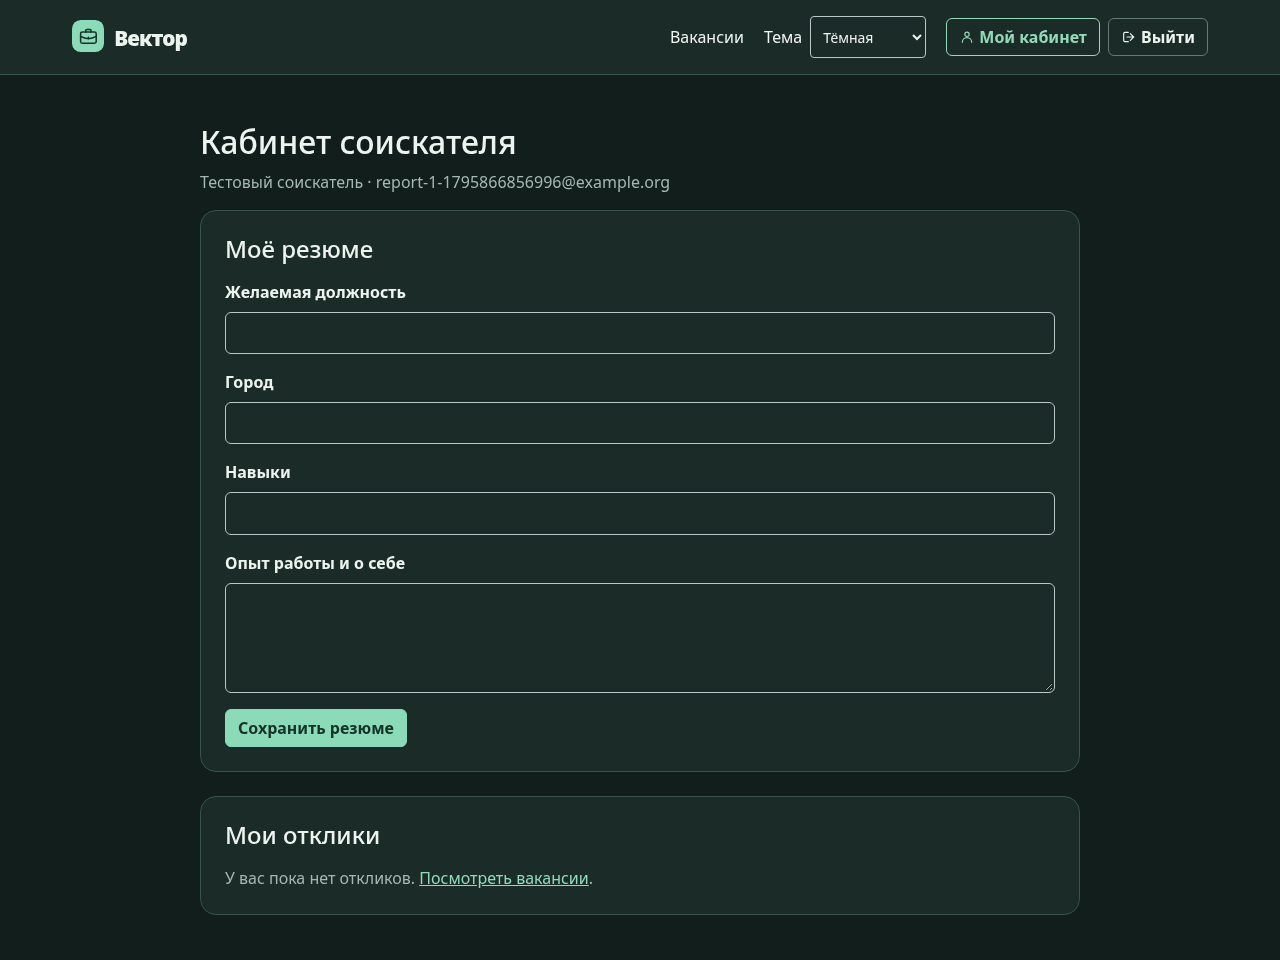 Вектор
Вакансии Тема Тёмная Мой кабинет Выйти
Кабинет соискателя
Тестовый соискатель · report-1-1795866856996@example.org
Моё резюме
Желаемая должность
Город
Навыки
Опыт работы и о себе
Сохранить резюме
Мои отклики
У вас пока нет откликов. Посмотреть вакансии.